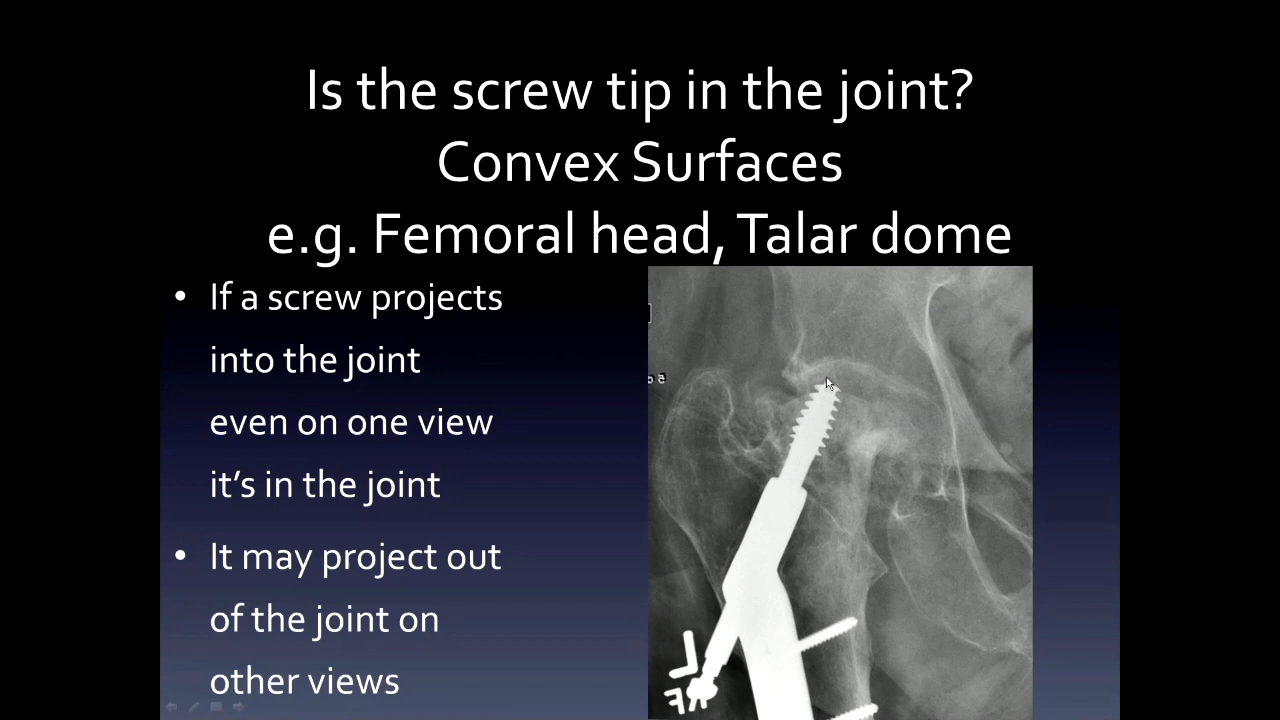 Is the screw tip in the joint?
Convex Surfaces
e.g. Femoral head, Talar dome
• If a screw projects
into the joint
even on one view
it’s in the joint
• It may project out
of the joint on
other views